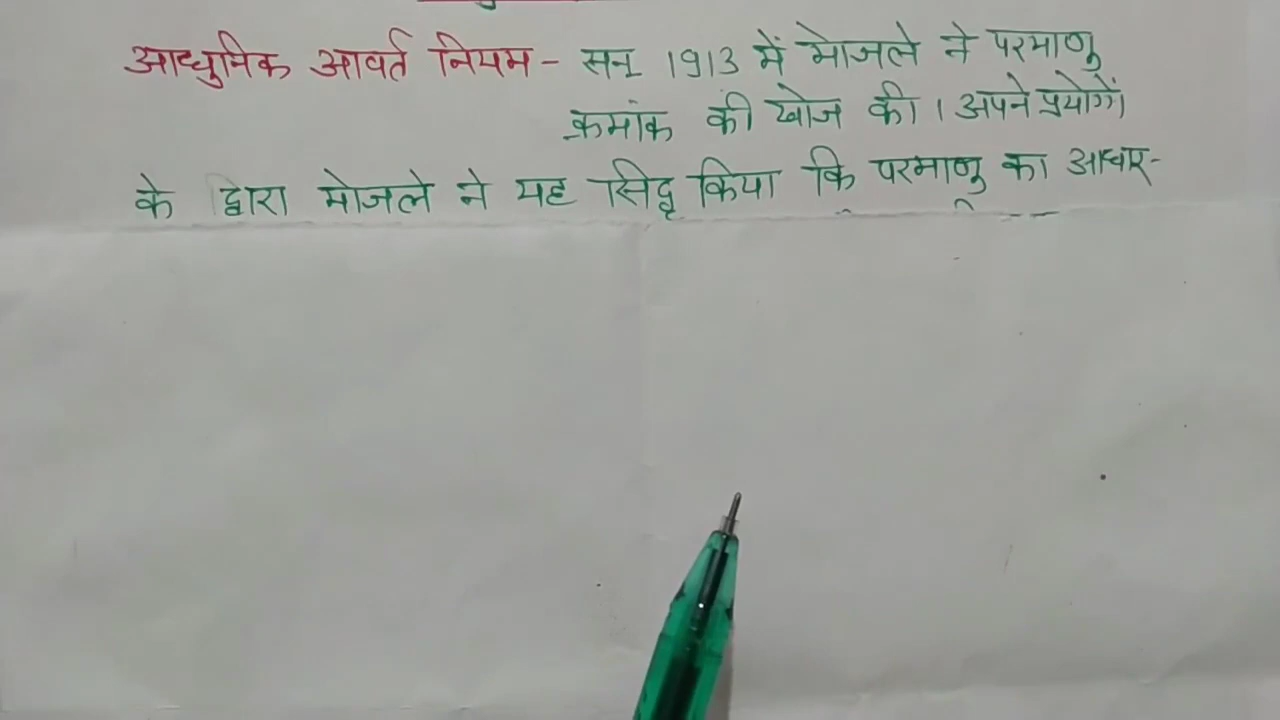 आधुनिक आवर्त नियम - सन् 1913 में मोजले ने परमाणु
क्रमांक की खोज की। अपने प्रयोगों
के द्वारा मोजले ने यह सिद्ध किया कि परमाणु का आधार-